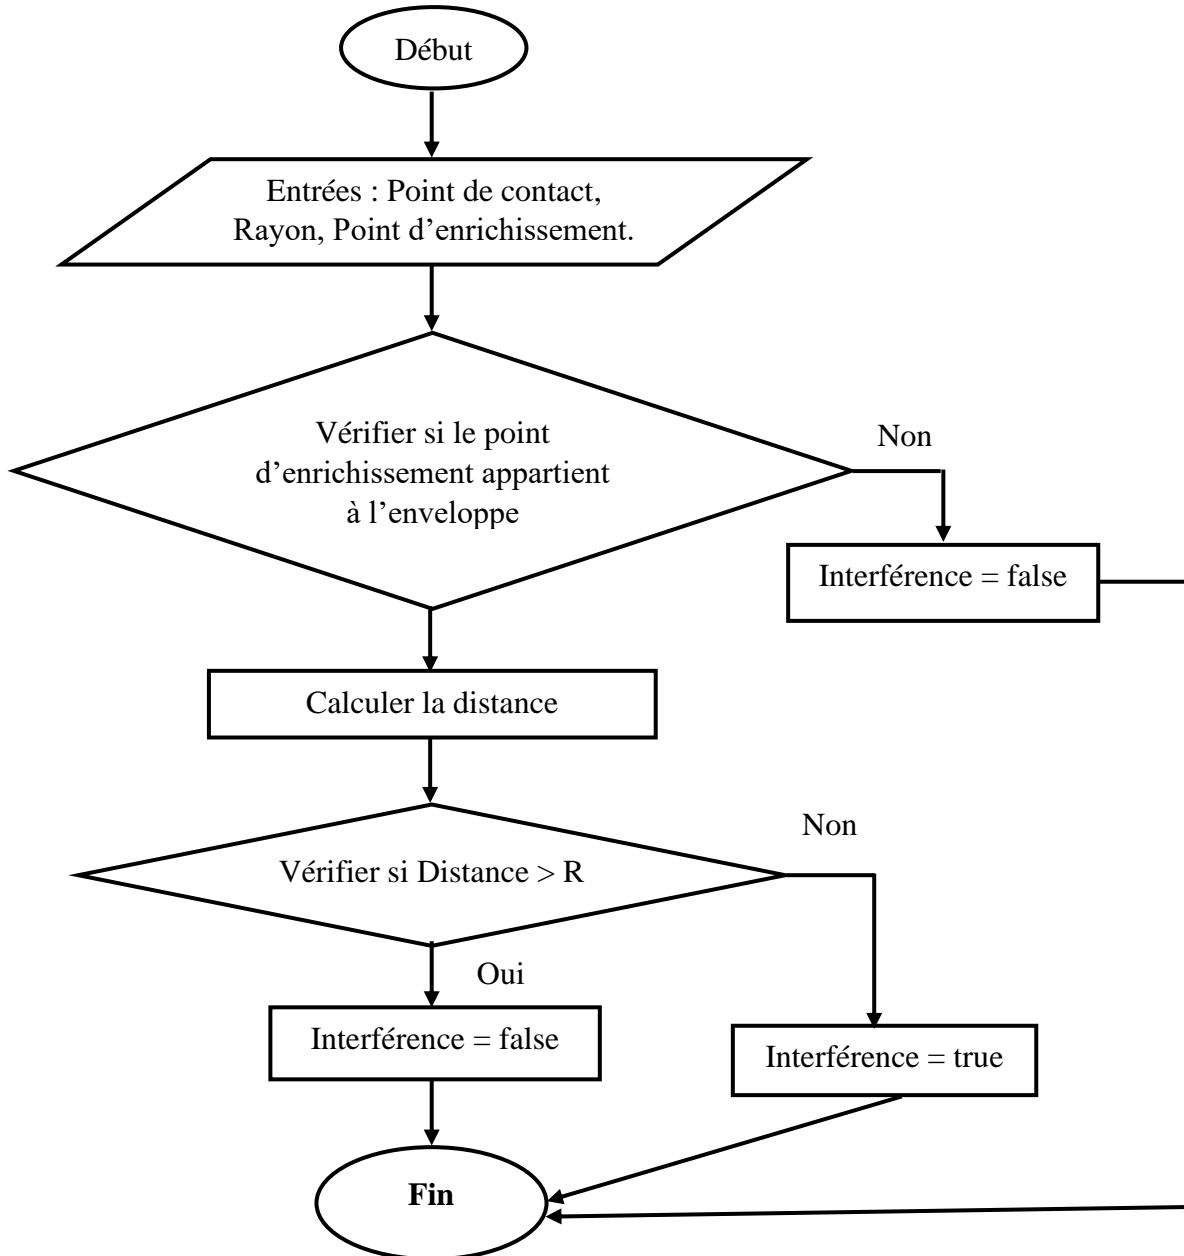 Début
Entrées : Point de contact,
Rayon, Point d’enrichissement.
Vérifier si le point
d’enrichissement appartient
à l’enveloppe
Non
Interférence = false
Calculer la distance
Vérifier si Distance > R
Non
Oui
Interférence = false
Interférence = true
Fin